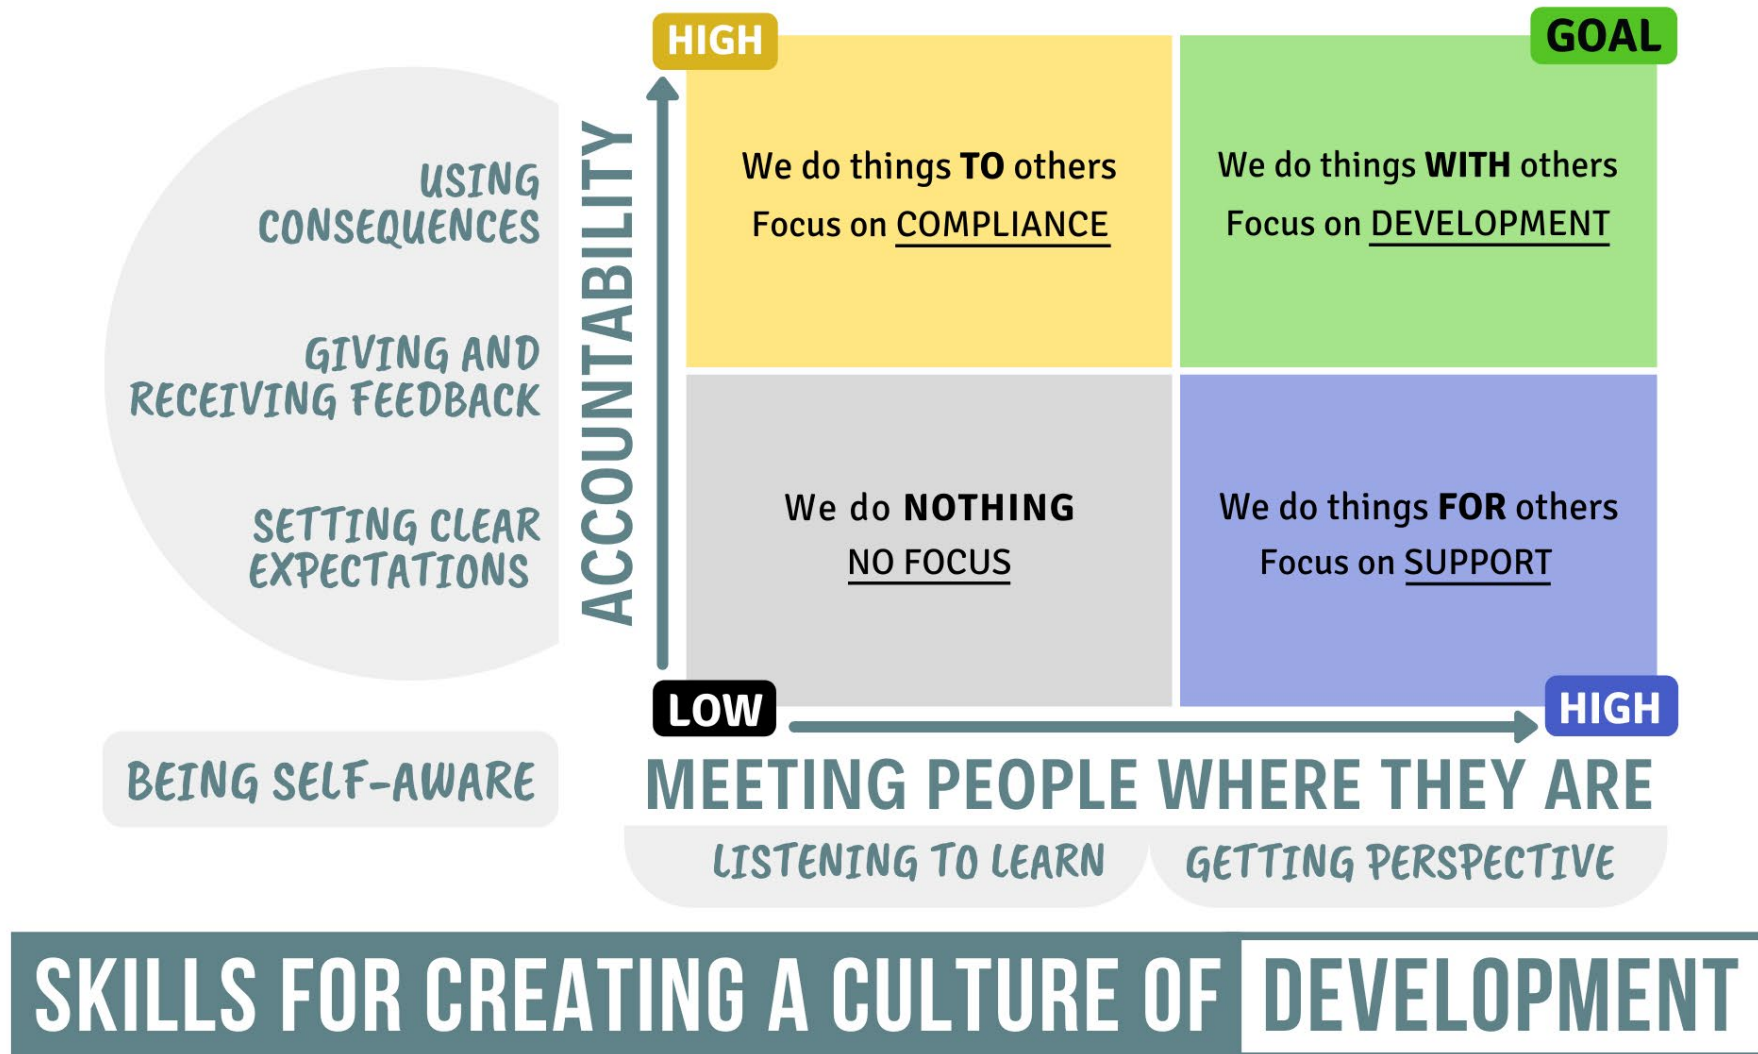 HIGH
GOAL
USING
CONSEQUENCES
GIVING AND
RECEIVING FEEDBACK
SETTING CLEAR
EXPECTATIONS
ACCOUNTABILITY
We do things TO others
Focus on COMPLIANCE
We do things WITH others
Focus on DEVELOPMENT
We do NOTHING
NO FOCUS
We do things FOR others
Focus on SUPPORT
LOW
HIGH
BEING SELF-AWARE
MEETING PEOPLE WHERE THEY ARE
LISTENING TO LEARN
GETTING PERSPECTIVE
SKILLS FOR CREATING A CULTURE OF DEVELOPMENT